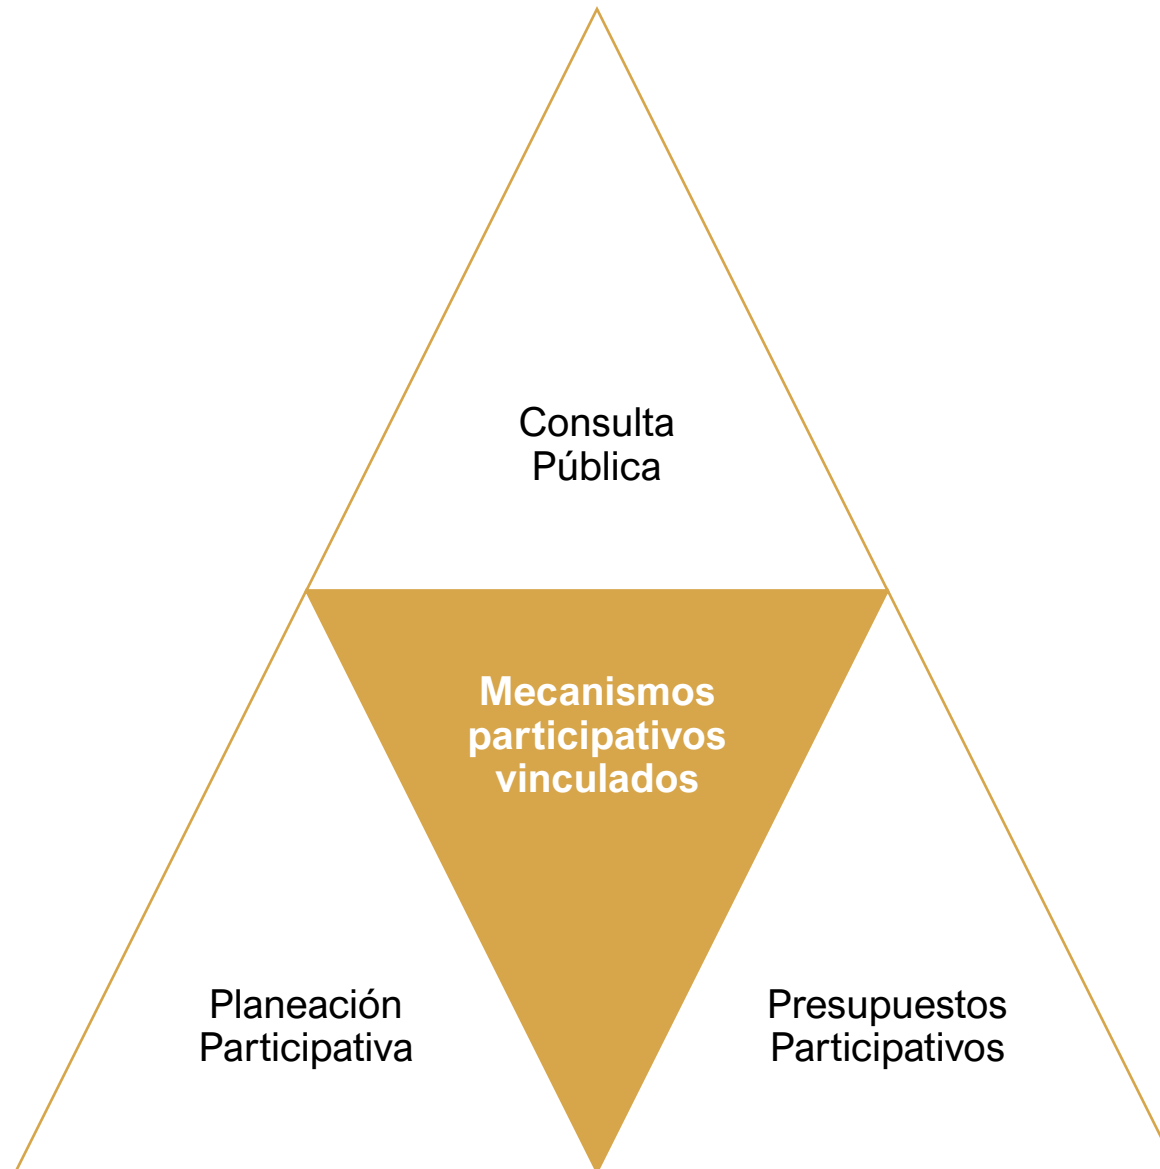 Consulta
Pública
Mecanismos
participativos
vinculados
Planeación
Participativa
Presupuestos
Participativos